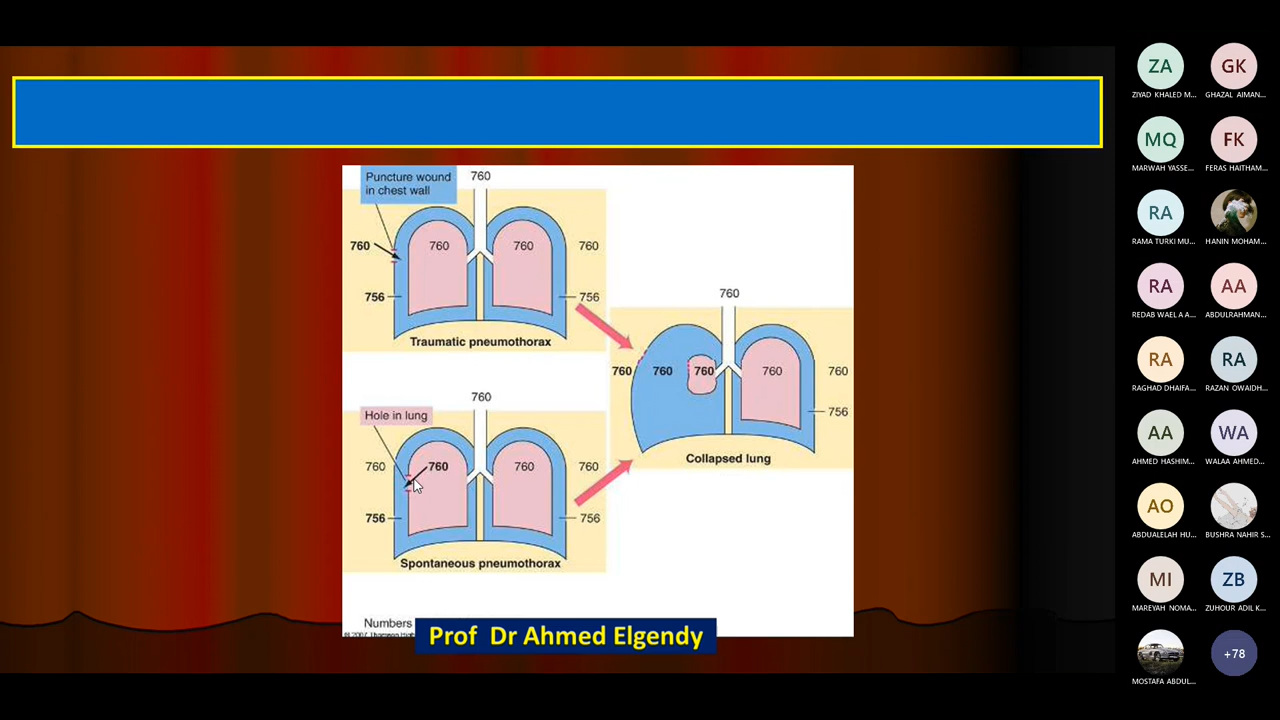 Puncture wound
in chest wall
760
760
760
760
760
756
756
Traumatic pneumothorax
760
760
760
760
760
760
756
Collapsed lung
760
Hole in lung
760
760
760
760
756
756
Spontaneous pneumothorax
Numbers
Prof Dr Ahmed Elgendy
ZA
ZIYAD KHALED M...
GK
GHAZAL AIMAN...
MQ
MARWAH YASSE...
FK
FERAS HAITHAM...
RA
RAMA TURKI MU...
HANIN MOHAM...
RA
REDAB WAEL A A...
AA
ABDULRAHMAN...
RA
RAGHAD DHAIFA...
RA
RAZAN OWAIDH...
AA
AHMED HASHIM...
WA
WALAA AHMED...
AO
ABDUALELAH HU...
BUSHRA NAHIR S...
MI
MAREYAH NOMA...
ZB
ZUHOUR ADIL K...
MOSTAFA ABDUL...
+78